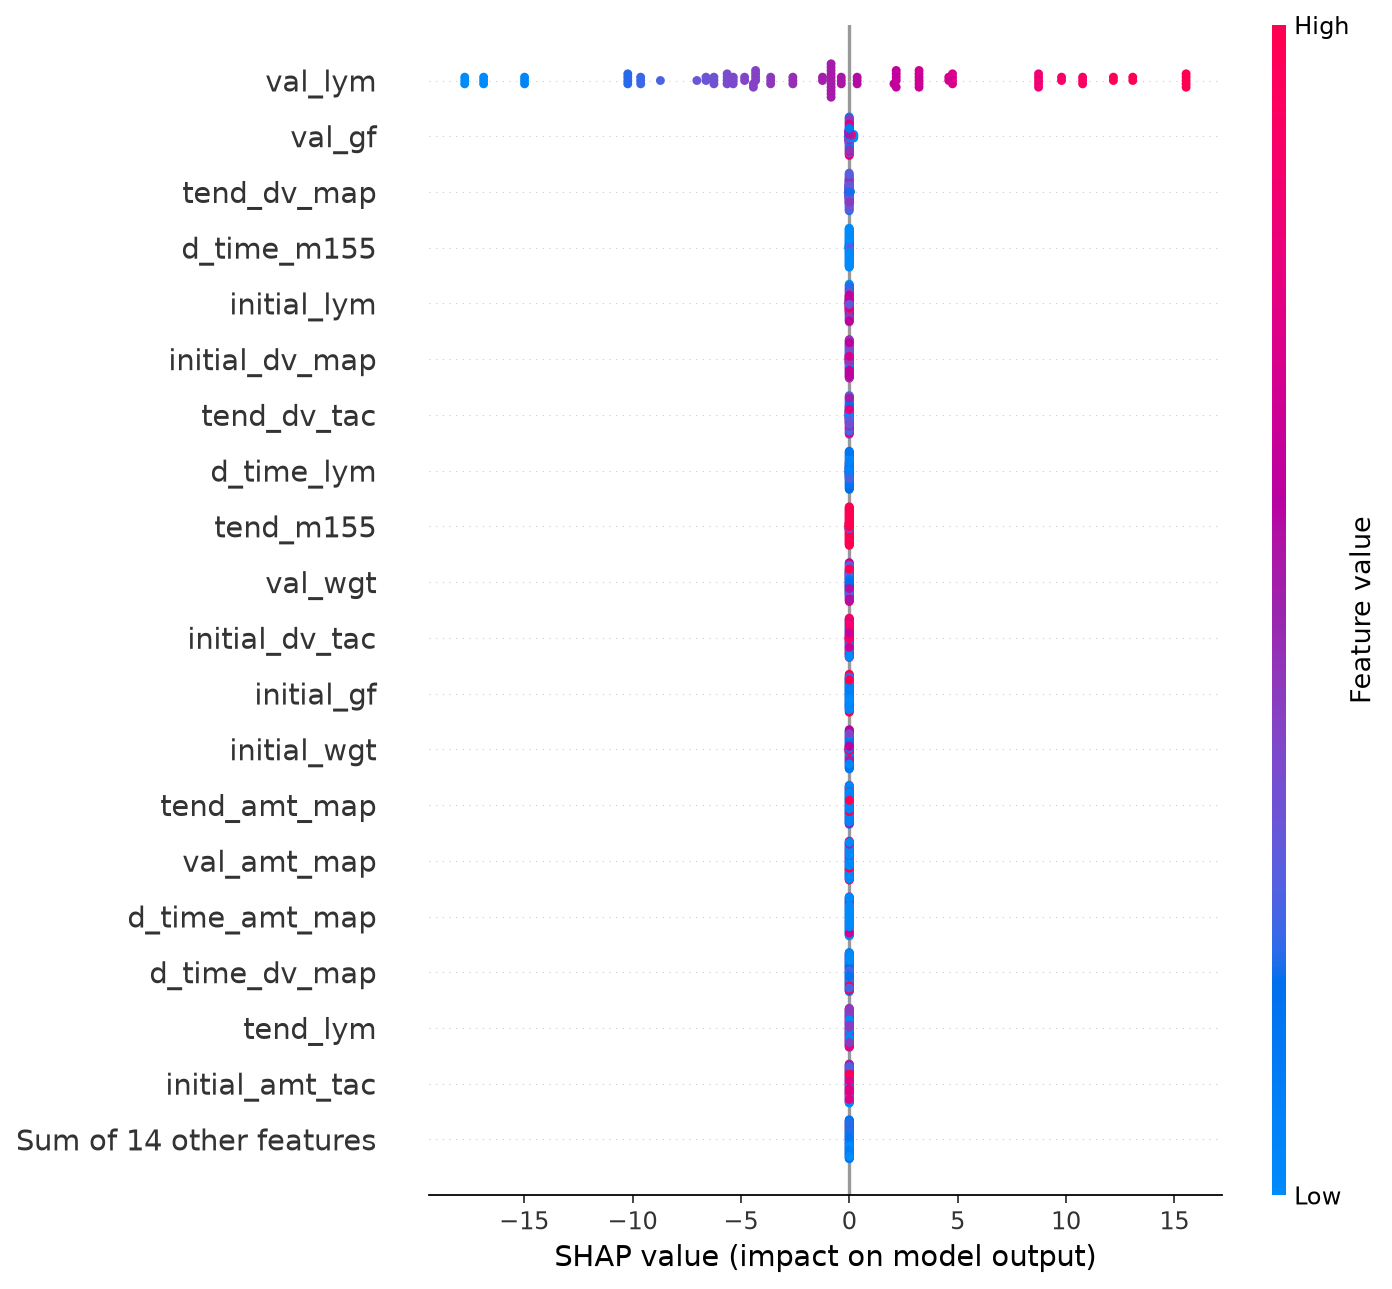 High
val_lym
val_gf
tend_dv_map
d_time_m155
initial_lym
initial_dv_map
tend_dv_tac
d_time_lym
tend_m155
val_wgt
initial_dv_tac
initial_gf
initial_wgt
tend_amt_map
val_amt_map
d_time_amt_map
d_time_dv_map
tend_lym
initial_amt_tac
Sum of 14 other features
Feature value
Low
−15 −10 −5 0 5 10 15
SHAP value (impact on model output)